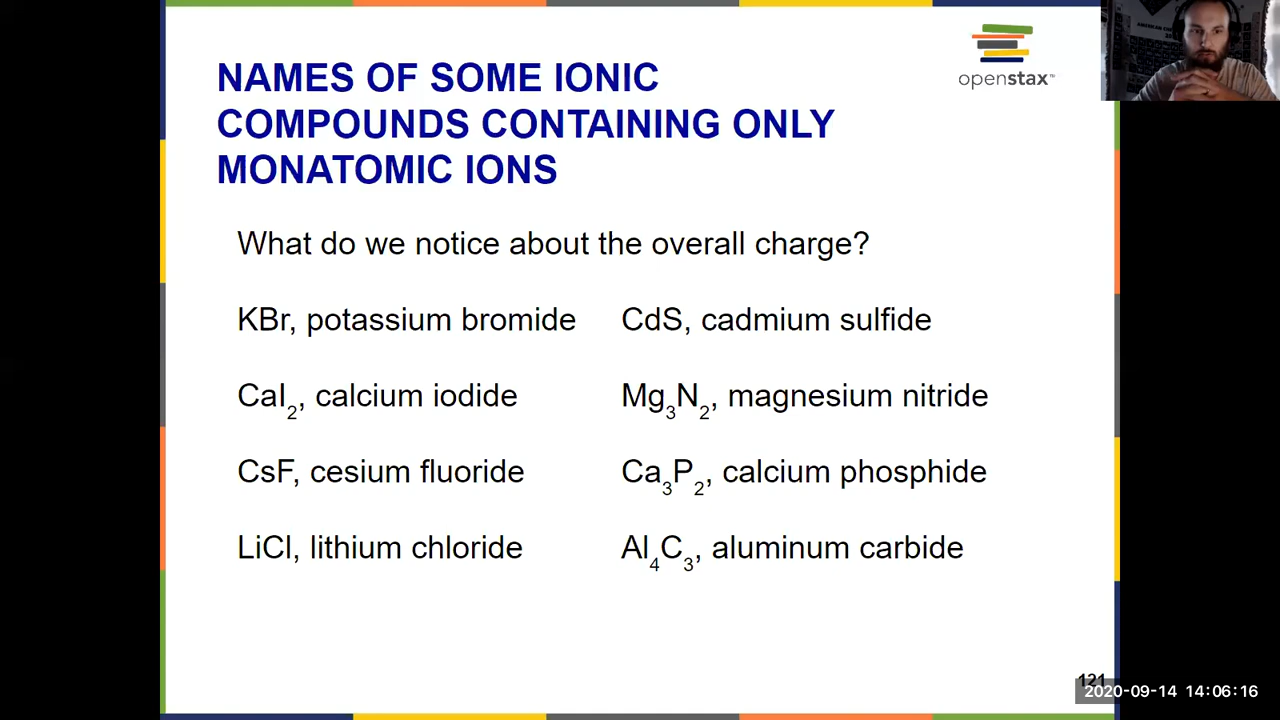 NAMES OF SOME IONIC
COMPOUNDS CONTAINING ONLY
MONATOMIC IONS
openstax™
What do we notice about the overall charge?
KBr, potassium bromide
CdS, cadmium sulfide
CaI₂, calcium iodide
Mg₃N₂, magnesium nitride
CsF, cesium fluoride
Ca₃P₂, calcium phosphide
LiCl, lithium chloride
Al₄C₃, aluminum carbide
121
2020-09-14 14:06:16